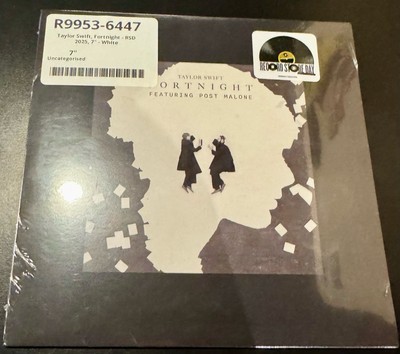 R9953-6447
Taylor Swift, Fortnight - RSD
2025, 7" - White
7"
Uncategorised
RECORD STORE DAY
TAYLOR SWIFT
FORTNIGHT
FEATURING POST MALONE